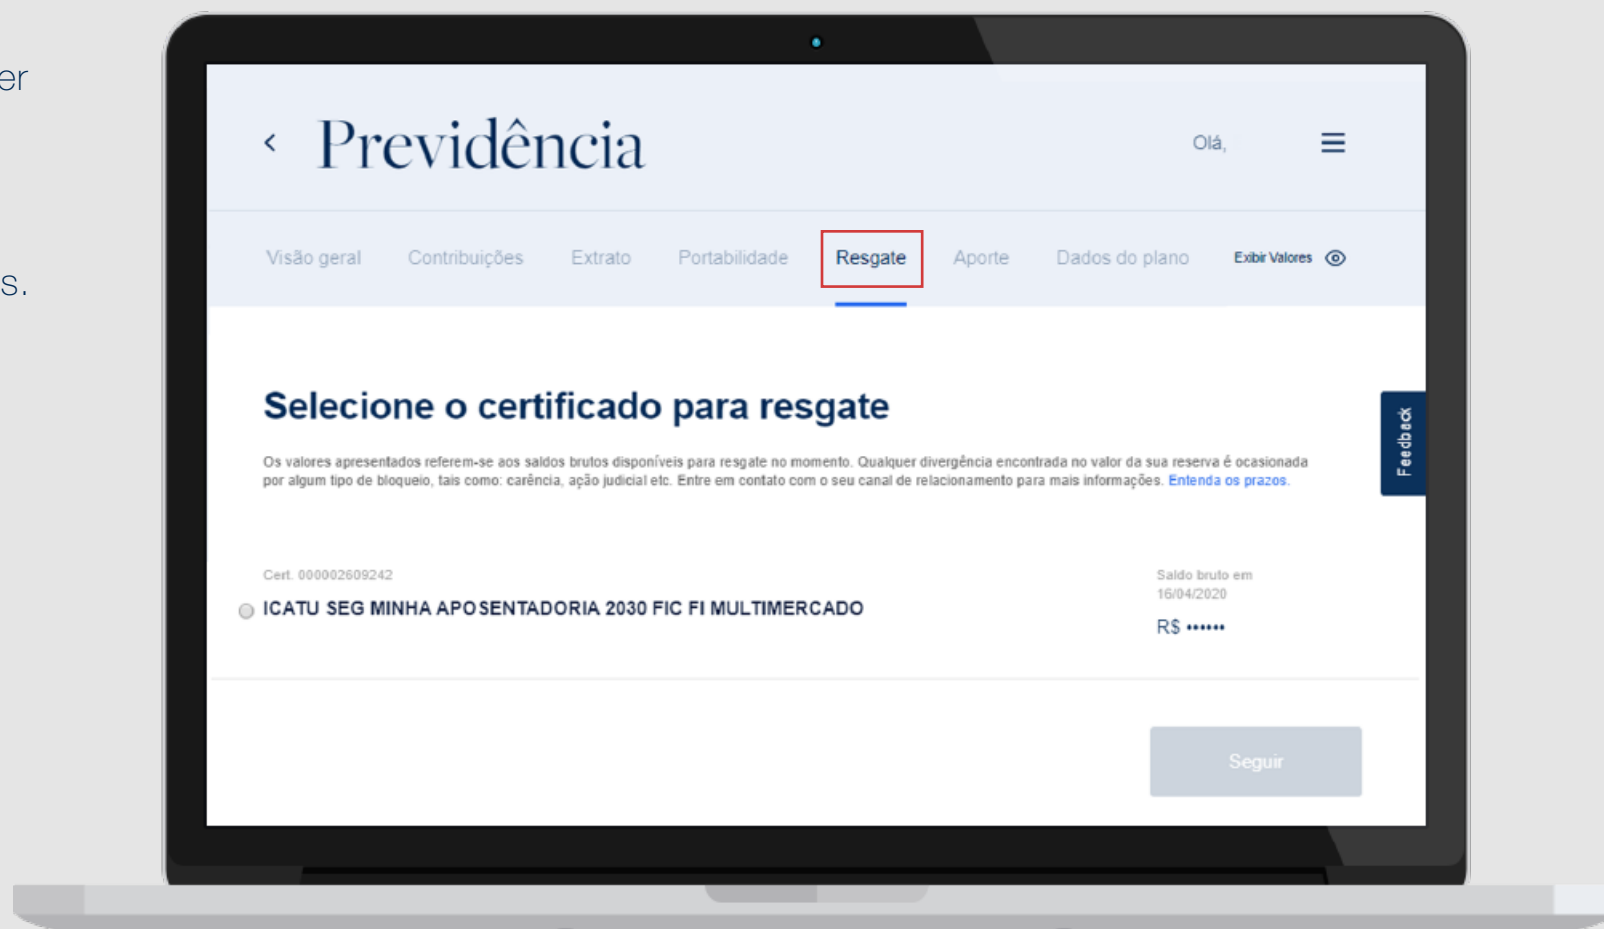 er
s.
Previdência
Olá,
Visão geral Contribuições Extrato Portabilidade Resgate Aporte Dados do plano Exibir Valores
Selecione o certificado para resgate
Os valores apresentados referem-se aos saldos brutos disponíveis para resgate no momento. Qualquer divergência encontrada no valor da sua reserva é ocasionada
por algum tipo de bloqueio, tais como: carência, ação judicial etc. Entre em contato com o seu canal de relacionamento para mais informações. Entenda os prazos.
Feedback
Cert. 000002609242
ICATU SEG MINHA APOSENTADORIA 2030 FIC FI MULTIMERCADO
Saldo bruto em
16/04/2020
R$ ••••••
Seguir